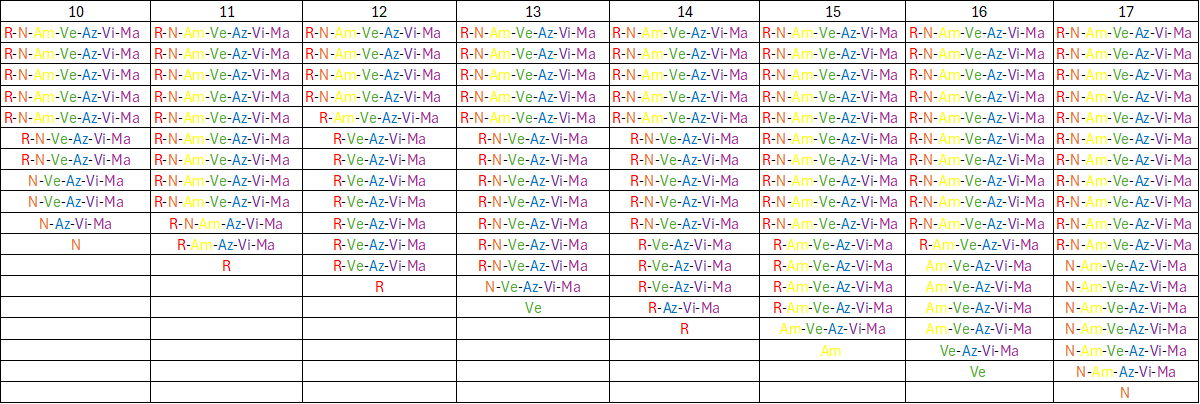 10 11 12 13 14 15 16 17
R-N-Am-Ve-Az-Vi-Ma R-N-Am-Ve-Az-Vi-Ma R-N-Am-Ve-Az-Vi-Ma R-N-Am-Ve-Az-Vi-Ma R-N-Am-Ve-Az-Vi-Ma R-N-Am-Ve-Az-Vi-Ma R-N-Am-Ve-Az-Vi-Ma R-N-Am-Ve-Az-Vi-Ma
R-N-Am-Ve-Az-Vi-Ma R-N-Am-Ve-Az-Vi-Ma R-N-Am-Ve-Az-Vi-Ma R-N-Am-Ve-Az-Vi-Ma R-N-Am-Ve-Az-Vi-Ma R-N-Am-Ve-Az-Vi-Ma R-N-Am-Ve-Az-Vi-Ma R-N-Am-Ve-Az-Vi-Ma
R-N-Am-Ve-Az-Vi-Ma R-N-Am-Ve-Az-Vi-Ma R-N-Am-Ve-Az-Vi-Ma R-N-Am-Ve-Az-Vi-Ma R-N-Am-Ve-Az-Vi-Ma R-N-Am-Ve-Az-Vi-Ma R-N-Am-Ve-Az-Vi-Ma R-N-Am-Ve-Az-Vi-Ma
R-N-Am-Ve-Az-Vi-Ma R-N-Am-Ve-Az-Vi-Ma R-N-Am-Ve-Az-Vi-Ma R-N-Am-Ve-Az-Vi-Ma R-N-Am-Ve-Az-Vi-Ma R-N-Am-Ve-Az-Vi-Ma R-N-Am-Ve-Az-Vi-Ma R-N-Am-Ve-Az-Vi-Ma
R-N-Am-Ve-Az-Vi-Ma R-N-Am-Ve-Az-Vi-Ma R-Am-Ve-Az-Vi-Ma R-N-Am-Ve-Az-Vi-Ma R-N-Am-Ve-Az-Vi-Ma R-N-Am-Ve-Az-Vi-Ma R-N-Am-Ve-Az-Vi-Ma R-N-Am-Ve-Az-Vi-Ma
R-N-Ve-Az-Vi-Ma R-N-Am-Ve-Az-Vi-Ma R-Ve-Az-Vi-Ma R-N-Ve-Az-Vi-Ma R-N-Ve-Az-Vi-Ma R-N-Am-Ve-Az-Vi-Ma R-N-Am-Ve-Az-Vi-Ma R-N-Am-Ve-Az-Vi-Ma
R-N-Ve-Az-Vi-Ma R-N-Am-Ve-Az-Vi-Ma R-Ve-Az-Vi-Ma R-N-Ve-Az-Vi-Ma R-N-Ve-Az-Vi-Ma R-N-Am-Ve-Az-Vi-Ma R-N-Am-Ve-Az-Vi-Ma R-N-Am-Ve-Az-Vi-Ma
N-Ve-Az-Vi-Ma R-N-Am-Ve-Az-Vi-Ma R-Ve-Az-Vi-Ma R-N-Ve-Az-Vi-Ma R-N-Ve-Az-Vi-Ma R-N-Am-Ve-Az-Vi-Ma R-N-Am-Ve-Az-Vi-Ma R-N-Am-Ve-Az-Vi-Ma
N-Ve-Az-Vi-Ma R-N-Am-Ve-Az-Vi-Ma R-Ve-Az-Vi-Ma R-N-Ve-Az-Vi-Ma R-N-Ve-Az-Vi-Ma R-N-Am-Ve-Az-Vi-Ma R-N-Am-Ve-Az-Vi-Ma R-N-Am-Ve-Az-Vi-Ma
N-Az-Vi-Ma R-N-Am-Az-Vi-Ma R-Ve-Az-Vi-Ma R-N-Ve-Az-Vi-Ma R-N-Ve-Az-Vi-Ma R-N-Am-Ve-Az-Vi-Ma R-N-Am-Ve-Az-Vi-Ma R-N-Am-Ve-Az-Vi-Ma
N R-Am-Az-Vi-Ma R-Ve-Az-Vi-Ma R-N-Ve-Az-Vi-Ma R-Ve-Az-Vi-Ma R-Am-Ve-Az-Vi-Ma R-Am-Ve-Az-Vi-Ma R-N-Am-Ve-Az-Vi-Ma
R R-Ve-Az-Vi-Ma R-N-Ve-Az-Vi-Ma R-Ve-Az-Vi-Ma R-Am-Ve-Az-Vi-Ma Am-Ve-Az-Vi-Ma N-Am-Ve-Az-Vi-Ma
R N-Ve-Az-Vi-Ma R-Ve-Az-Vi-Ma R-Am-Ve-Az-Vi-Ma Am-Ve-Az-Vi-Ma N-Am-Ve-Az-Vi-Ma
Ve R-Az-Vi-Ma R-Am-Ve-Az-Vi-Ma Am-Ve-Az-Vi-Ma N-Am-Ve-Az-Vi-Ma
R Am-Ve-Az-Vi-Ma Am-Ve-Az-Vi-Ma N-Am-Ve-Az-Vi-Ma
Am Ve-Az-Vi-Ma N-Am-Ve-Az-Vi-Ma
Ve N-Am-Az-Vi-Ma
N